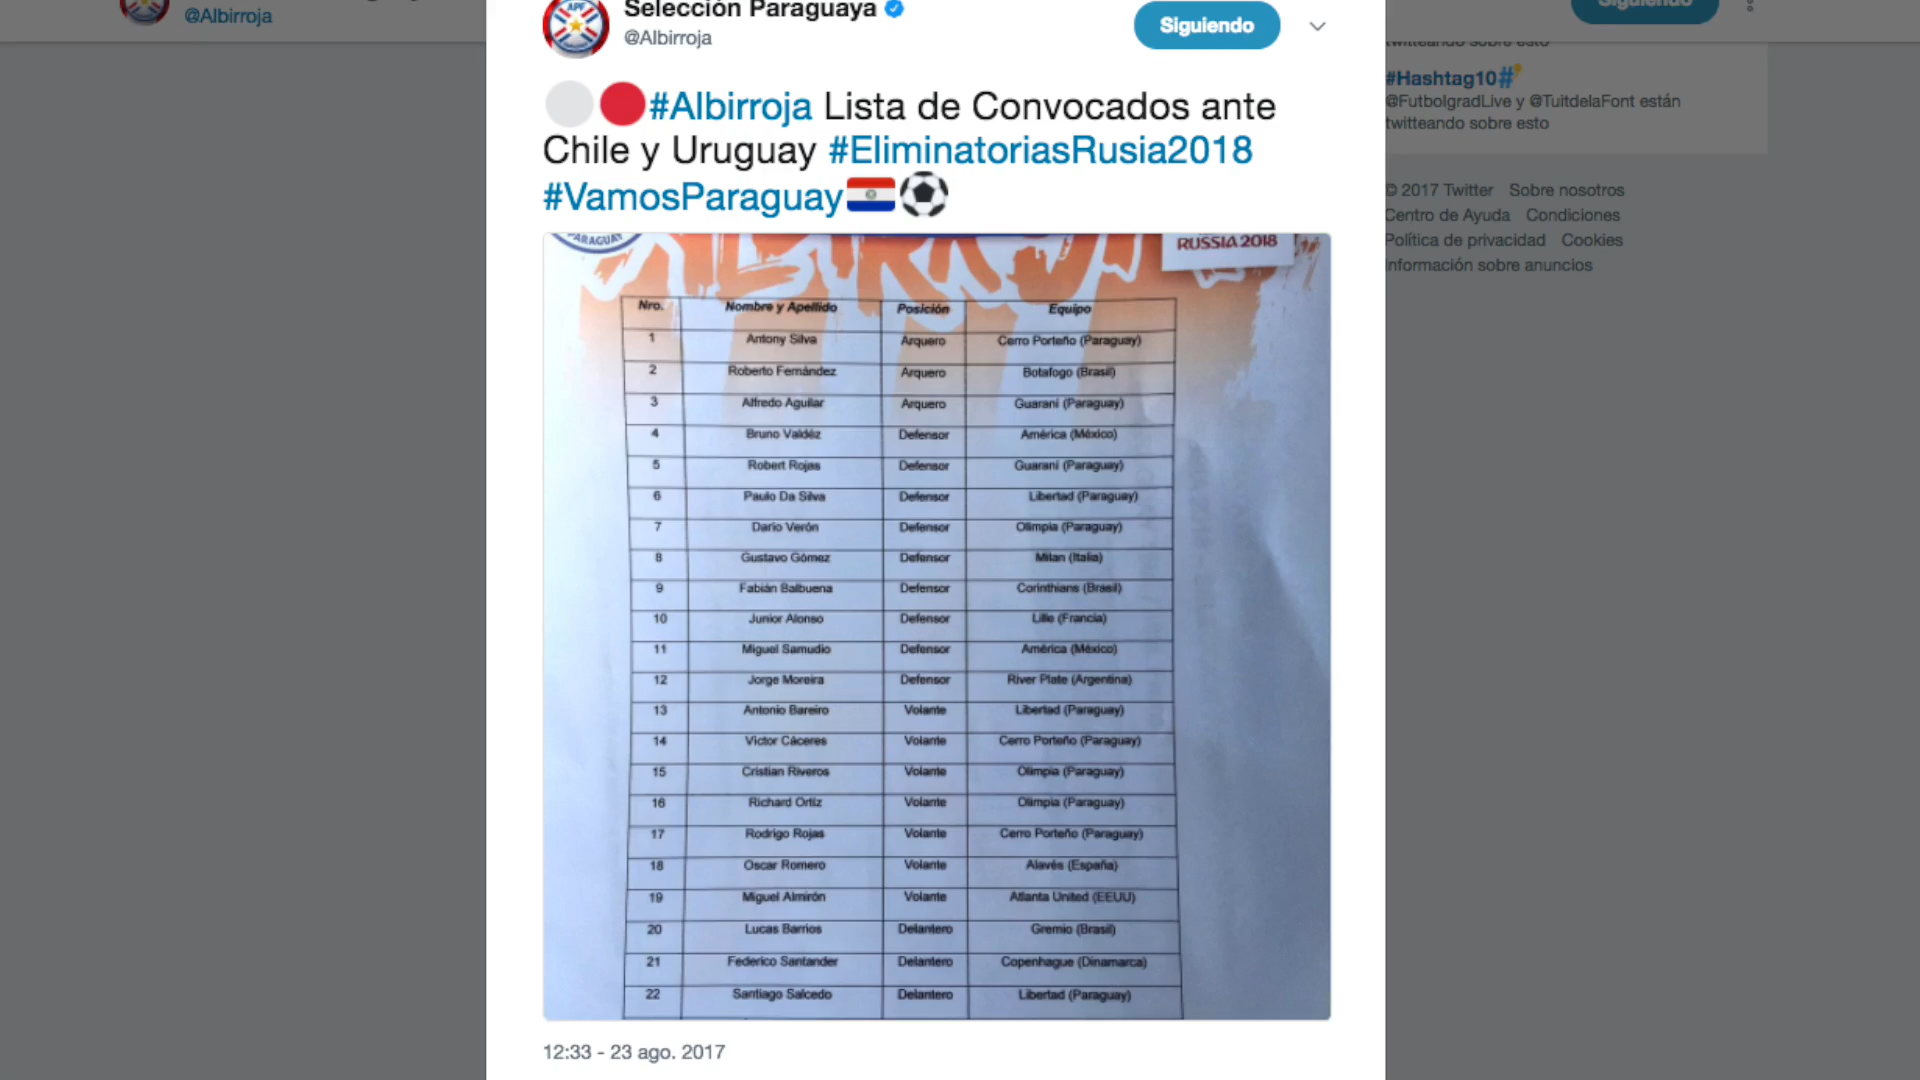 @Albirroja
Selección Paraguaya
@Albirroja
Siguiendo
Siguiendo
#Albirroja Lista de Convocados ante
Chile y Uruguay #EliminatoriasRusia2018
#VamosParaguay
PARAGUAY
RUSSIA 2018
Nro. Nombre y Apellido Posición Equipo
1 Antony Silva Arquero Cerro Porteño (Paraguay)
2 Roberto Fernández Arquero Botafogo (Brasil)
3 Alfredo Aguilar Arquero Guaraní (Paraguay)
4 Bruno Valdéz Defensor América (México)
5 Robert Rojas Defensor Guaraní (Paraguay)
6 Paulo Da Silva Defensor Libertad (Paraguay)
7 Darío Verón Defensor Olimpia (Paraguay)
8 Gustavo Gómez Defensor Milan (Italia)
9 Fabián Balbuena Defensor Corinthians (Brasil)
10 Junior Alonso Defensor Lille (Francia)
11 Miguel Samudio Defensor América (México)
12 Jorge Moreira Defensor River Plate (Argentina)
13 Antonio Bareiro Volante Libertad (Paraguay)
14 Víctor Cáceres Volante Cerro Porteño (Paraguay)
15 Cristian Riveros Volante Olimpia (Paraguay)
16 Richard Ortiz Volante Olimpia (Paraguay)
17 Rodrigo Rojas Volante Cerro Porteño (Paraguay)
18 Oscar Romero Volante Alavés (España)
19 Miguel Almirón Volante Atlanta United (EEUU)
20 Lucas Barrios Delantero Gremio (Brasil)
21 Federico Santander Delantero Copenhague (Dinamarca)
22 Santiago Salcedo Delantero Libertad (Paraguay)
12:33 - 23 ago. 2017
twitteando sobre esto
#Hashtag10#
@FutbolgradLive y @TuitdelaFont están
twitteando sobre esto
© 2017 Twitter Sobre nosotros
Centro de Ayuda Condiciones
Política de privacidad Cookies
Información sobre anuncios